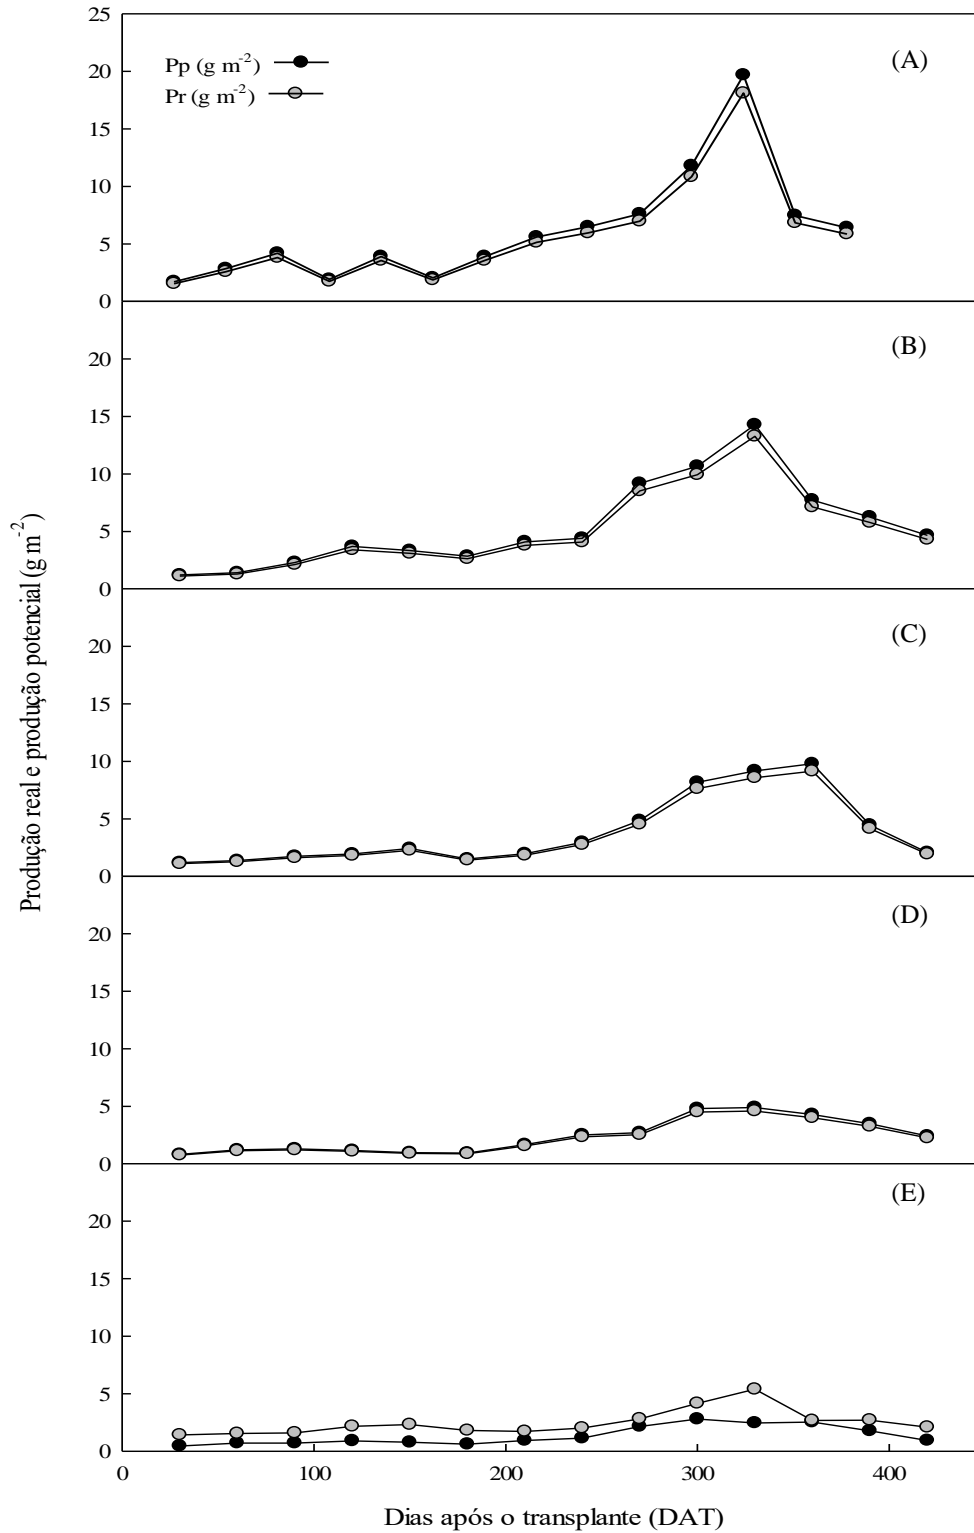 25
20
15
10
5
0
Pp (g m⁻²)
Pr (g m⁻²)
(A)
20
15
10
5
0
(B)
20
15
10
5
0
(C)
20
15
10
5
0
(D)
20
15
10
5
0
(E)
0 100 200 300 400
Dias após o transplante (DAT)
Produção real e produção potencial (g m⁻²)